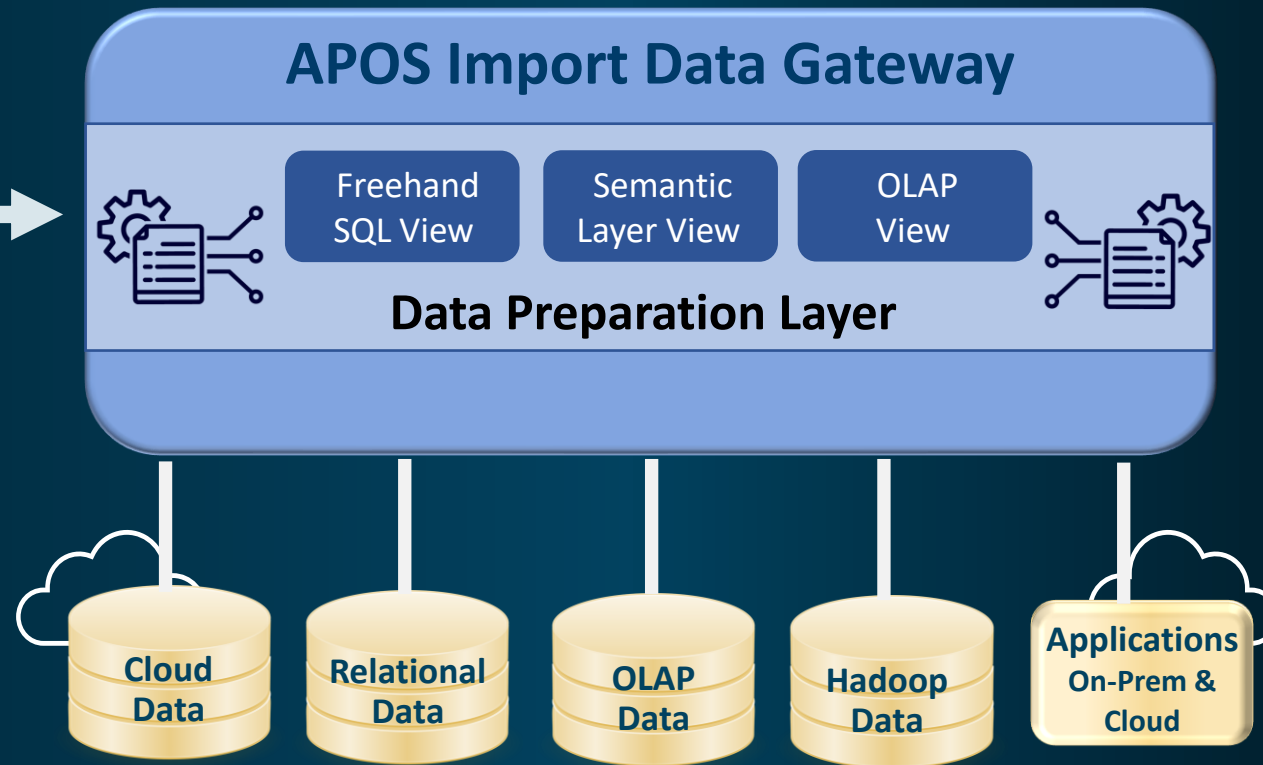 APOS Import Data Gateway
Freehand
SQL View
Semantic
Layer View
OLAP
View
Data Preparation Layer
Cloud
Data
Relational
Data
OLAP
Data
Hadoop
Data
Applications
On-Prem &
Cloud